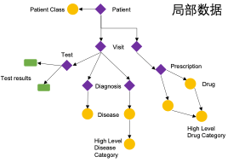 局部数据
Patient Class
Patient
Test
Visit
Prescription
Test results
Diagnosis
Drug
Disease
High Level
Drug Category
High Level
Disease
Category